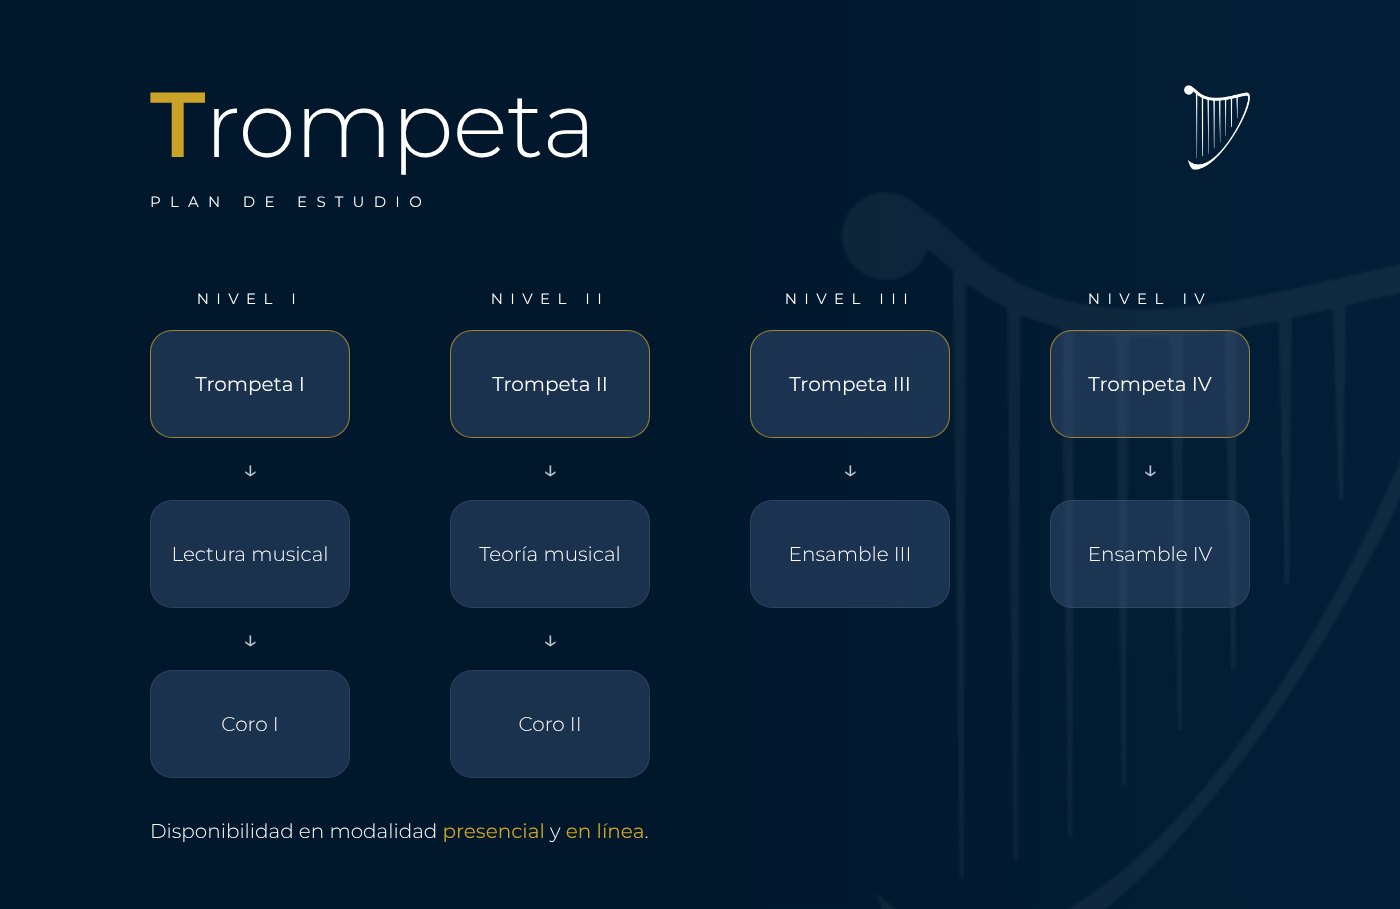 Trompeta
PLAN DE ESTUDIO
NIVEL I
Trompeta I
↓
Lectura musical
↓
Coro I
NIVEL II
Trompeta II
↓
Teoría musical
↓
Coro II
NIVEL III
Trompeta III
↓
Ensamble III
NIVEL IV
Trompeta IV
↓
Ensamble IV
Disponibilidad en modalidad presencial y en línea.